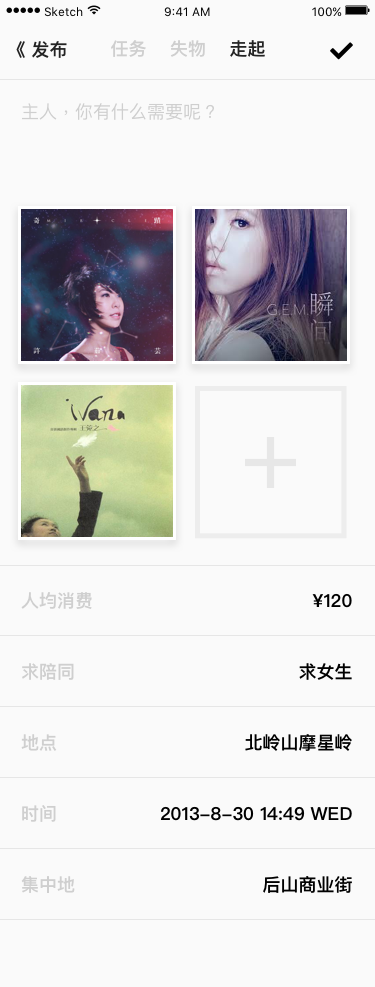 ●●●●● Sketch 9:41 AM 100%
《 发布 任务 失物 走起
主人，你有什么需要呢？
奇 MIRACLES 蹟
許 芸
G.E.M. 瞬间
ivana
王菀之
人均消费 ¥120
求陪同 求女生
地点 北岭山摩星岭
时间 2013-8-30 14:49 WED
集中地 后山商业街